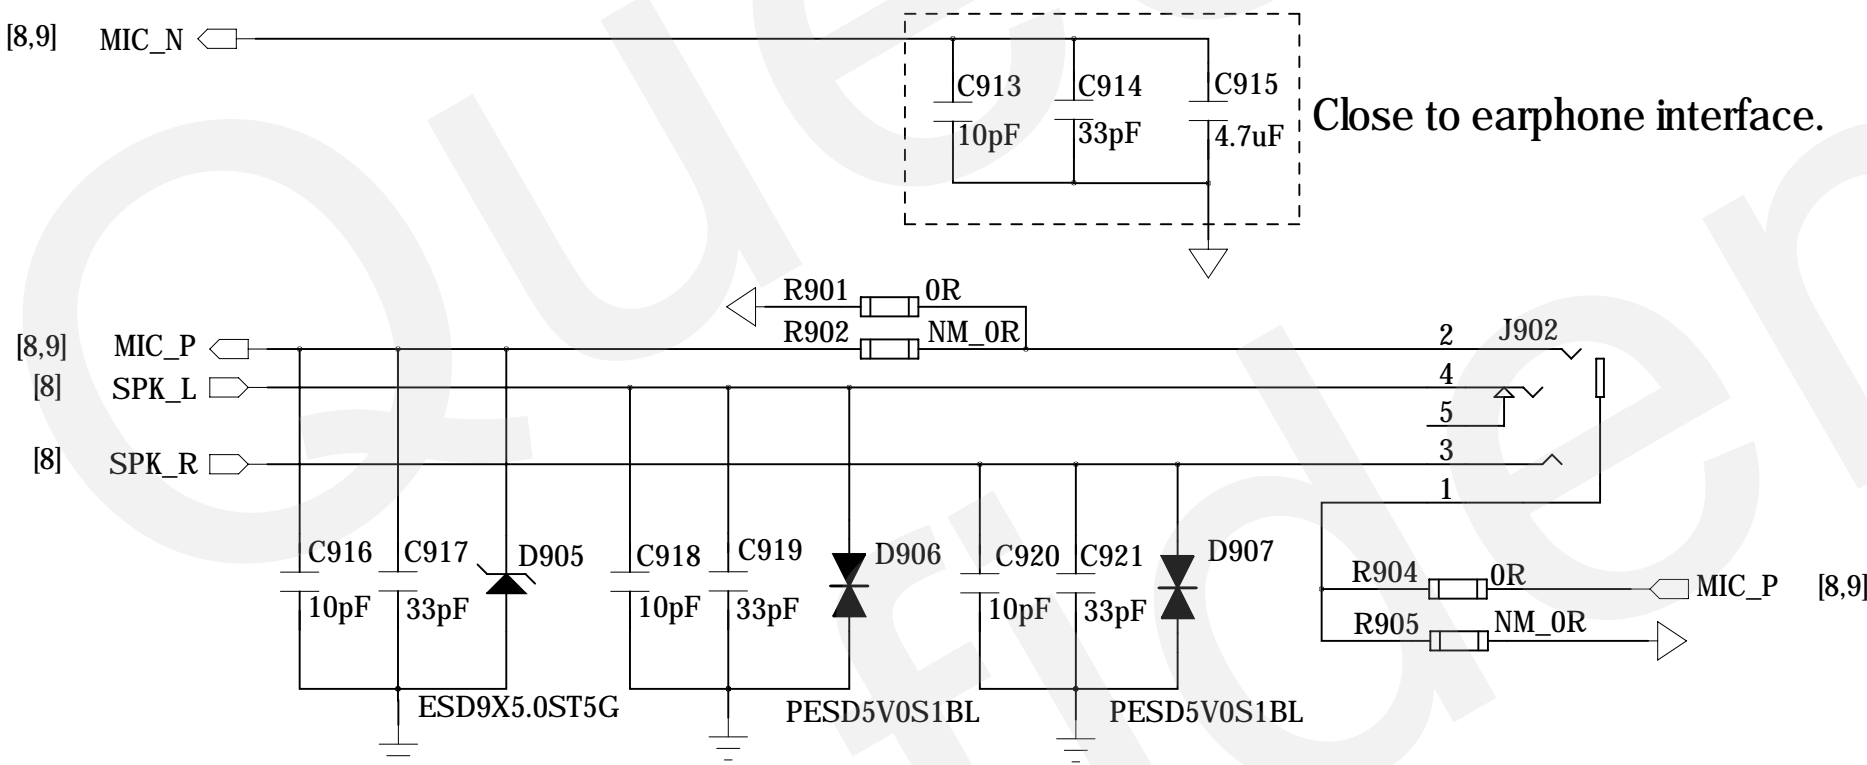 [8,9] MIC_N
C913 C914 C915
10pF 33pF 4.7uF
Close to earphone interface.
R901 0R
R902 NM_0R
[8,9] MIC_P
2 J902
[8] SPK_L
4
5
[8] SPK_R
3
1
C916 C917 D905 C918 C919 D906 C920 C921 D907
10pF 33pF 10pF 33pF 10pF 33pF
R904 0R MIC_P [8,9]
R905 NM_0R
ESD9X5.0ST5G PESD5V0S1BL PESD5V0S1BL